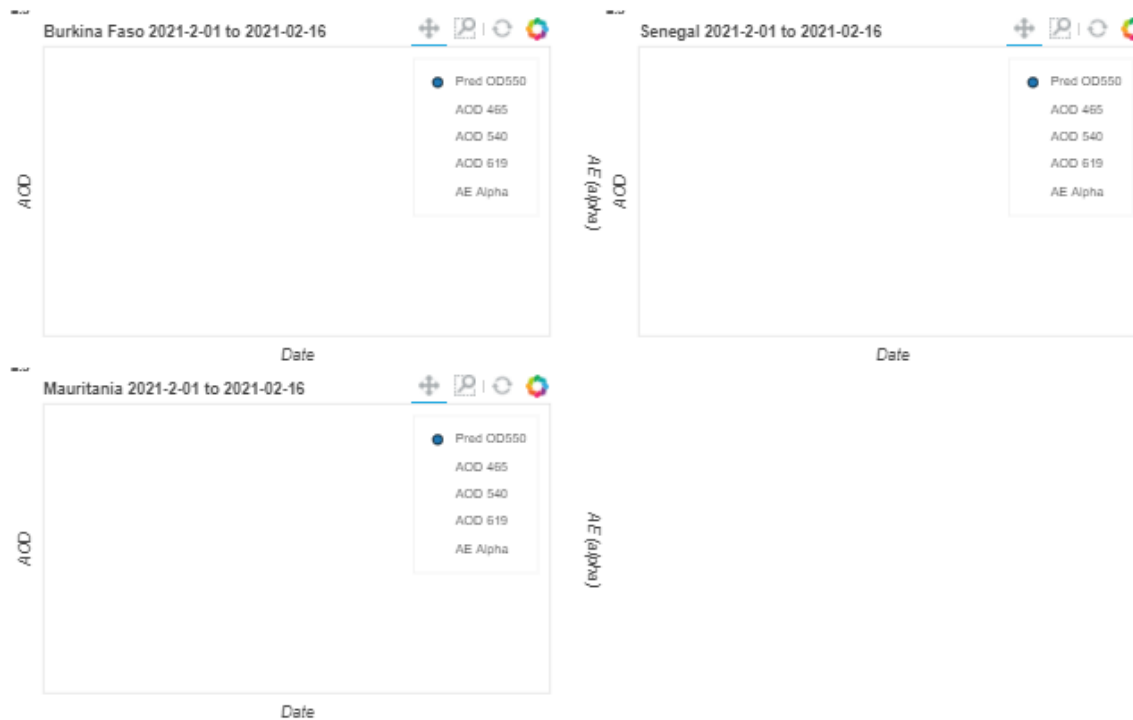 Burkina Faso 2021-2-01 to 2021-02-16
Pred OD550
AOD 465
AOD 540
AOD 619
AE Alpha
AOD
AE (alpha)
Date
Senegal 2021-2-01 to 2021-02-16
Pred OD550
AOD 465
AOD 540
AOD 619
AE Alpha
AOD
Date
Mauritania 2021-2-01 to 2021-02-16
Pred OD550
AOD 465
AOD 540
AOD 619
AE Alpha
AOD
AE (alpha)
Date